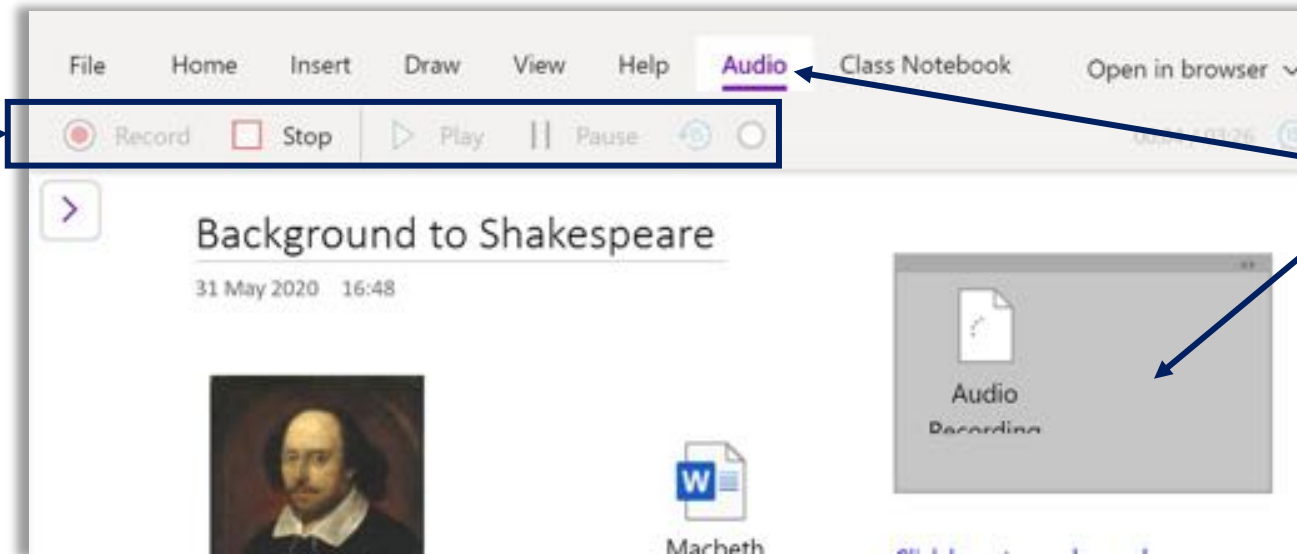 File Home Insert Draw View Help Audio Class Notebook Open in browser
Record Stop Play Pause
Background to Shakespeare
31 May 2020 16:48
Audio
Recording
W
Macbeth